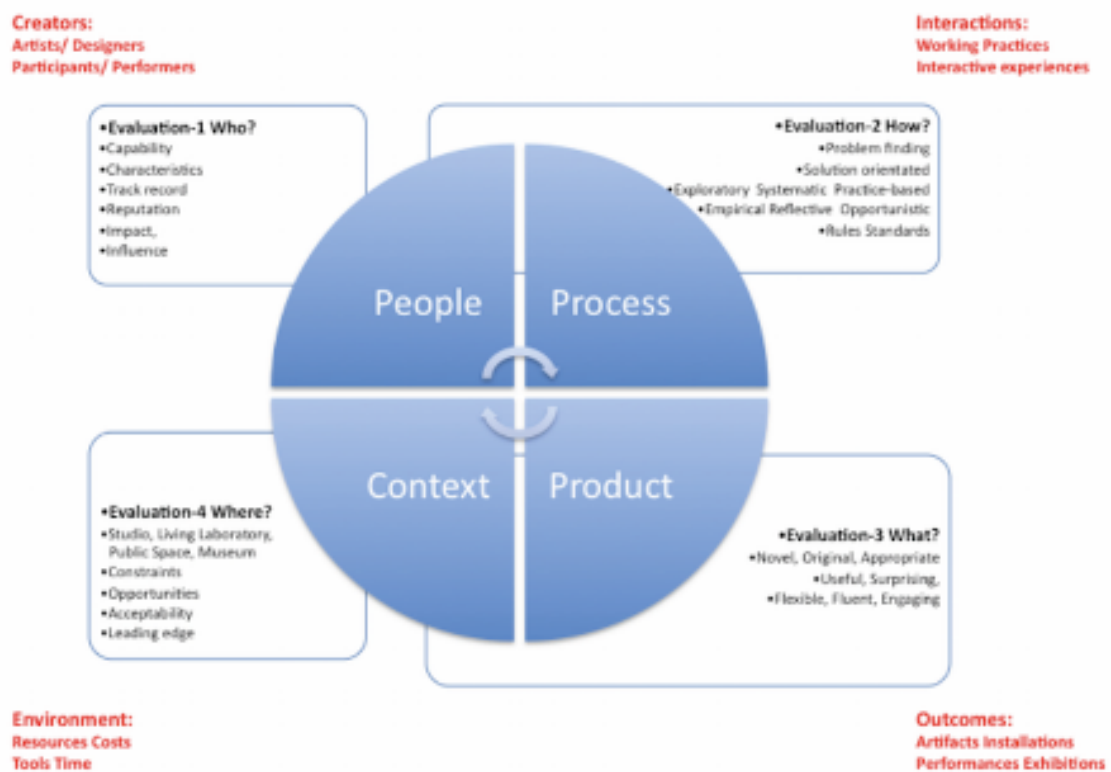 Creators:
Artists/ Designers
Participants/ Performers
Interactions:
Working Practices
Interactive experiences
•Evaluation-1 Who?
•Capability
•Characteristics
•Track record
•Reputation
•Impact,
•Influence
•Evaluation-2 How?
•Problem finding
•Solution orientated
•Exploratory Systematic Practice-based
•Empirical Reflective Opportunistic
•Rules Standards
People
Process
Context
Product
•Evaluation-4 Where?
•Studio, Living Laboratory,
Public Space, Museum
•Constraints
•Opportunities
•Acceptability
•Leading edge
•Evaluation-3 What?
•Novel, Original, Appropriate
•Useful, Surprising,
•Flexible, Fluent, Engaging
Environment:
Resources Costs
Tools Time
Outcomes:
Artifacts Installations
Performances Exhibitions